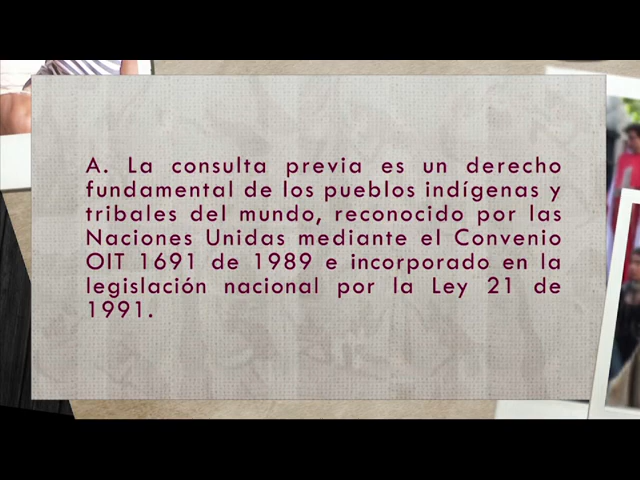 A. La consulta previa es un derecho
fundamental de los pueblos indígenas y
tribales del mundo, reconocido por las
Naciones Unidas mediante el Convenio
OIT 1691 de 1989 e incorporado en la
legislación nacional por la Ley 21 de
1991.